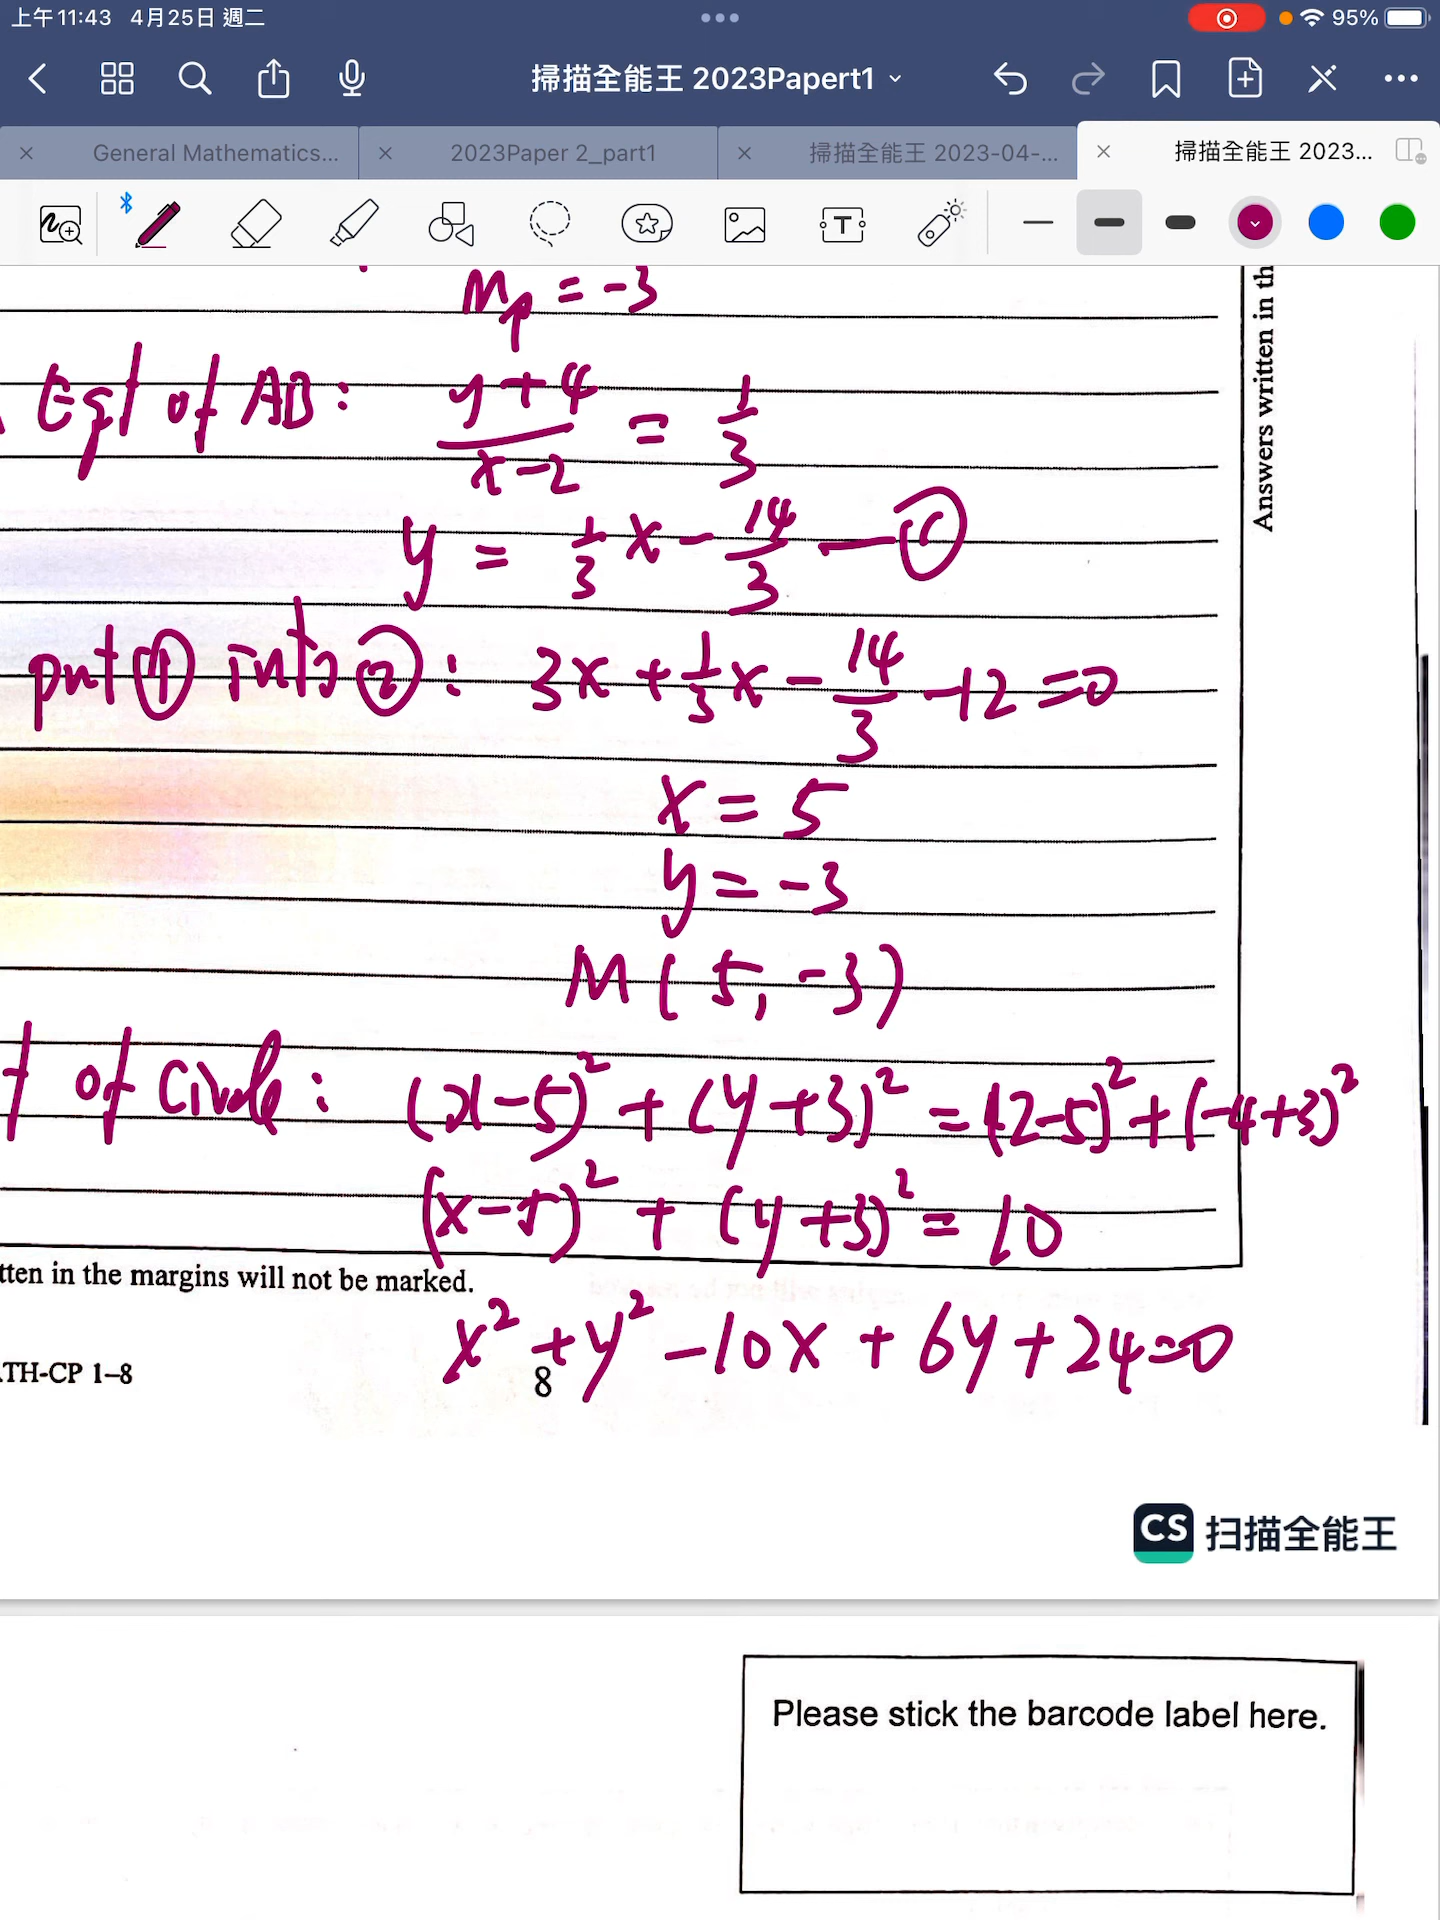 上午11:43 4月25日 週二 95%
掃描全能王 2023Papert1
General Mathematics... 2023Paper 2_part1 掃描全能王 2023-04-... 掃描全能王 2023...
Mp = -3
Eqt of AB: (y+4)/(x-2) = 1/3
y = 1/3 x - 14/3 — ①
put ① into ②: 3x + 1/3 x - 14/3 - 12 = 0
x = 5
y = -3
M(5, -3)
of Circle: (x-5)² + (y+3)² = (2-5)² + (-4+3)²
(x-5)² + (y+3)² = 10
Answers written in th
tten in the margins will not be marked.
x² + y² - 10x + 6y + 24 = 0
TH-CP 1–8
8
CS 扫描全能王
Please stick the barcode label here.